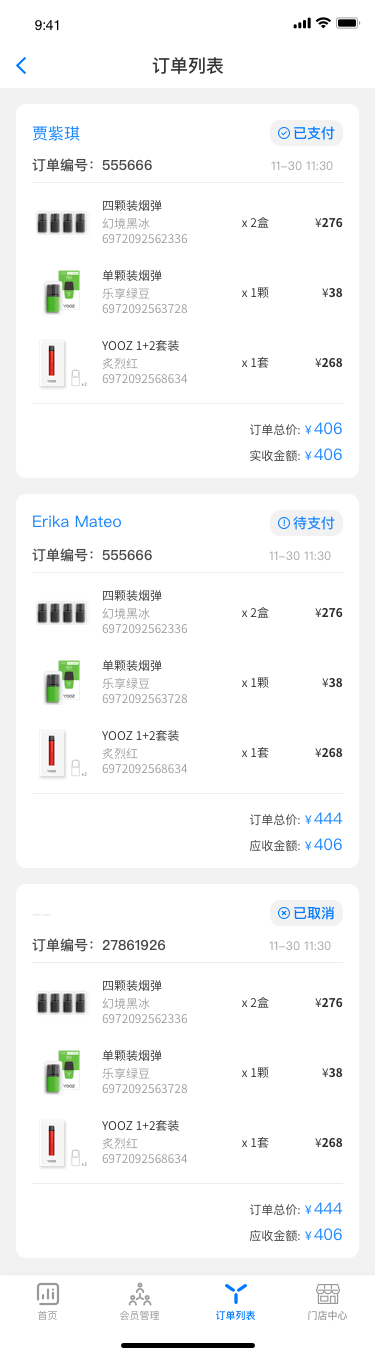 9:41
订单列表
贾紫琪 已支付
订单编号：555666 11-30 11:30
四颗装烟弹
幻境黑冰 x 2盒 ¥276
6972092562336
单颗装烟弹
乐享绿豆 x 1颗 ¥38
6972092563728
YOOZ
YOOZ 1+2套装
炙烈红 x 1套 ¥268
6972092568634
x2
订单总价: ¥ 406
实收金额: ¥ 406
Erika Mateo 待支付
订单编号：555666 11-30 11:30
四颗装烟弹
幻境黑冰 x 2盒 ¥276
6972092562336
单颗装烟弹
乐享绿豆 x 1颗 ¥38
6972092563728
YOOZ
YOOZ 1+2套装
炙烈红 x 1套 ¥268
6972092568634
x2
订单总价: ¥ 444
应收金额: ¥ 406
已取消
订单编号：27861926 11-30 11:30
四颗装烟弹
幻境黑冰 x 2盒 ¥276
6972092562336
单颗装烟弹
乐享绿豆 x 1颗 ¥38
6972092563728
YOOZ
YOOZ 1+2套装
炙烈红 x 1套 ¥268
6972092568634
x2
订单总价: ¥ 444
应收金额: ¥ 406
首页 会员管理 订单列表 门店中心